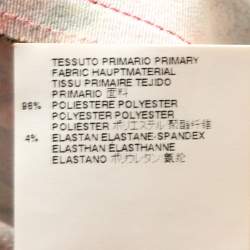 TESSUTO PRIMARIO PRIMARY
FABRIC HAUPTMATERIAL
TISSU PRIMAIRE TEJIDO
PRIMARIO 面料
96% POLIESTERE POLYESTER
POLYESTER POLYESTER
POLIESTER ポリエステル 聚酯纤维
4% ELASTAN ELASTANE-SPANDEX
ELASTHAN ÉLASTHANNE
ELASTANO ポリウレタン 氨纶